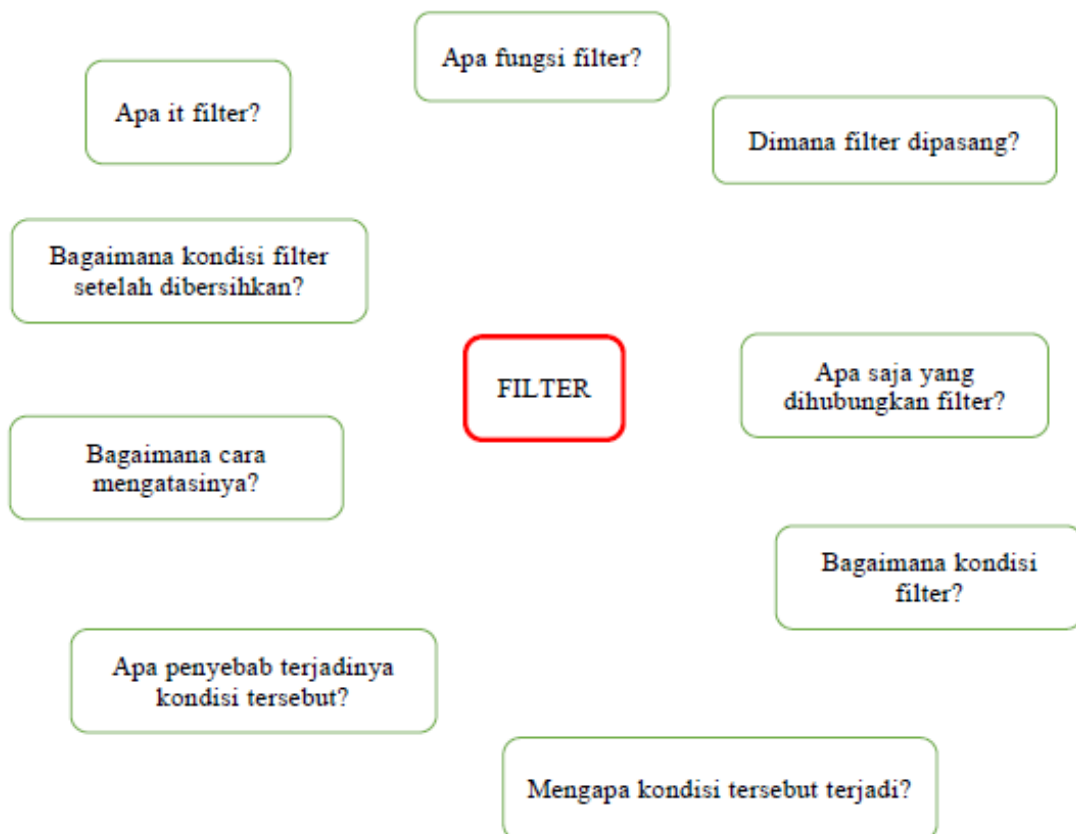 Apa fungsi filter?
Apa it filter?
Dimana filter dipasang?
Bagaimana kondisi filter
setelah dibersihkan?
FILTER
Apa saja yang
dihubungkan filter?
Bagaimana cara
mengatasinya?
Bagaimana kondisi
filter?
Apa penyebab terjadinya
kondisi tersebut?
Mengapa kondisi tersebut terjadi?